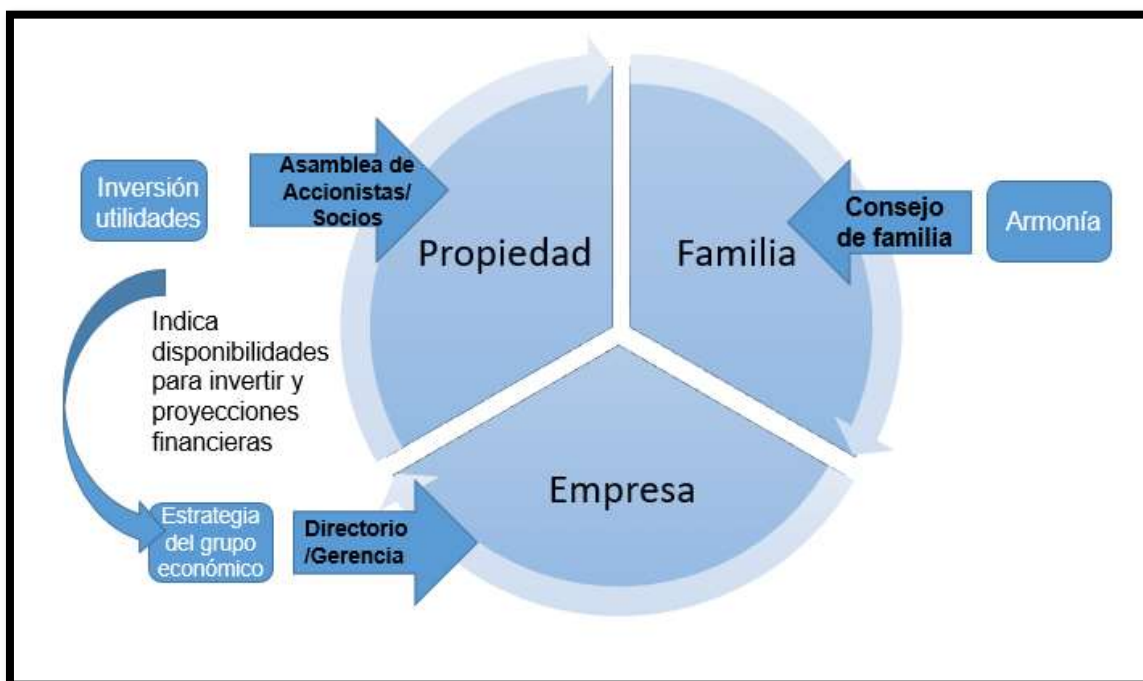 Inversión
utilidades
Asamblea de
Accionistas/
Socios
Propiedad
Familia
Consejo
de familia
Armonía
Indica
disponibilidades
para invertir y
proyecciones
financieras
Empresa
Estrategia
del grupo
económico
Directorio
/Gerencia